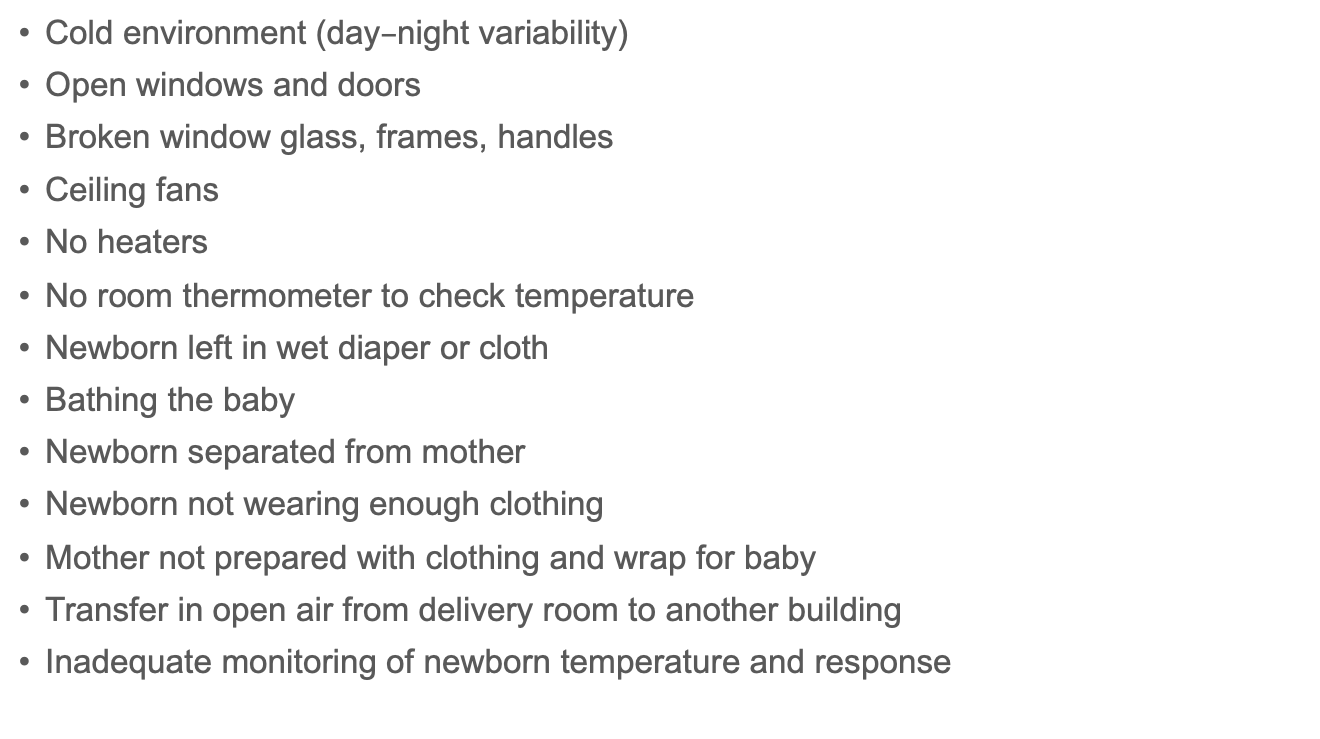 • Cold environment (day–night variability)
• Open windows and doors
• Broken window glass, frames, handles
• Ceiling fans
• No heaters
• No room thermometer to check temperature
• Newborn left in wet diaper or cloth
• Bathing the baby
• Newborn separated from mother
• Newborn not wearing enough clothing
• Mother not prepared with clothing and wrap for baby
• Transfer in open air from delivery room to another building
• Inadequate monitoring of newborn temperature and response